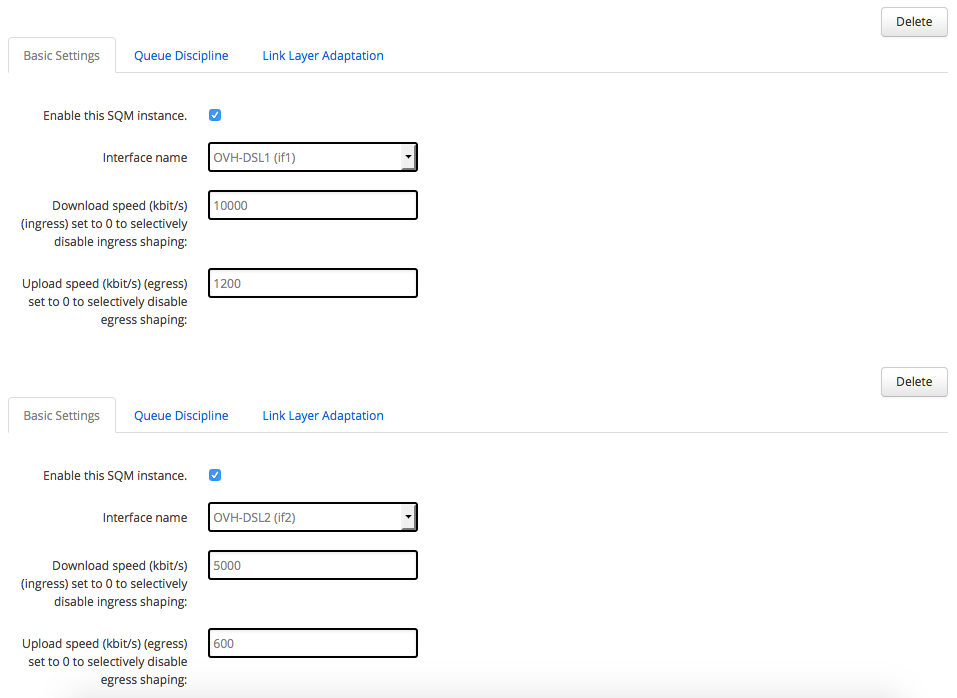 Delete
Basic Settings Queue Discipline Link Layer Adaptation
Enable this SQM instance.
Interface name OVH-DSL1 (if1)
Download speed (kbit/s) 10000
(ingress) set to 0 to selectively
disable ingress shaping:
Upload speed (kbit/s) (egress) 1200
set to 0 to selectively disable
egress shaping:
Delete
Basic Settings Queue Discipline Link Layer Adaptation
Enable this SQM instance.
Interface name OVH-DSL2 (if2)
Download speed (kbit/s) 5000
(ingress) set to 0 to selectively
disable ingress shaping:
Upload speed (kbit/s) (egress) 600
set to 0 to selectively disable
egress shaping: